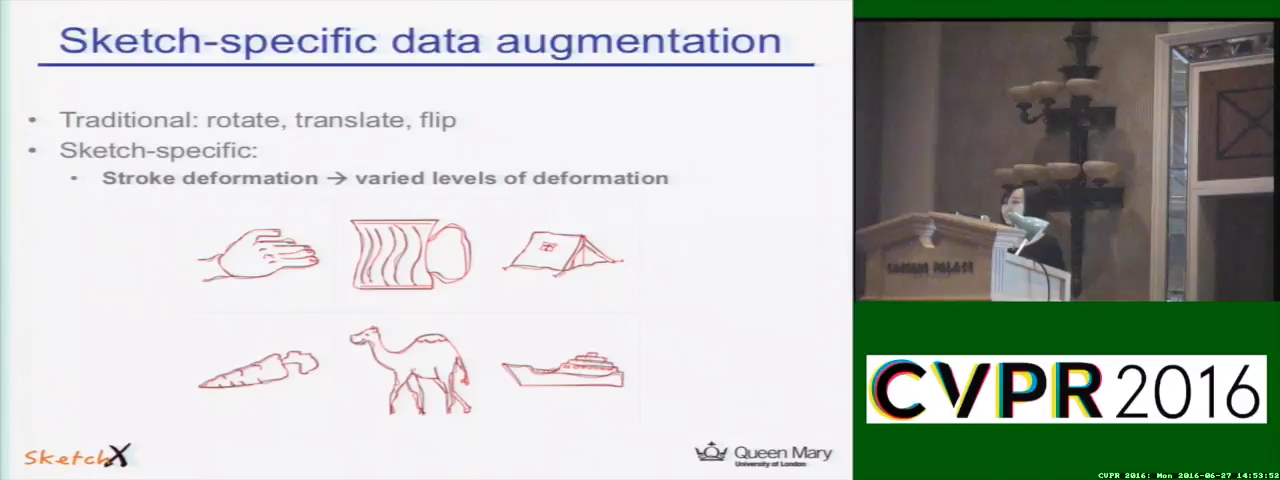 Sketch-specific data augmentation
• Traditional: rotate, translate, flip
• Sketch-specific:
• Stroke deformation → varied levels of deformation
SketchX
Queen Mary
University of London
PALACE
CVPR 2016
CVPR 2016: Mon 2016-06-27 14:53:52